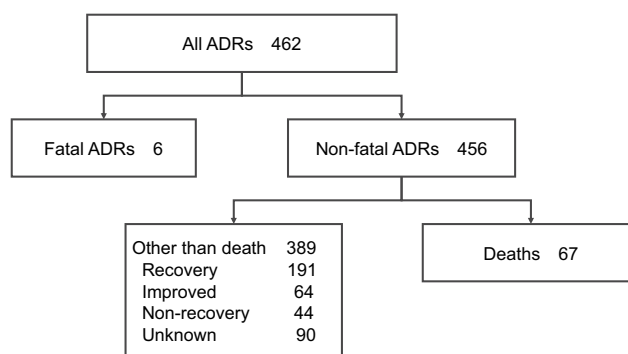 All ADRs 462
Fatal ADRs 6
Non-fatal ADRs 456
Other than death 389
Recovery 191
Improved 64
Non-recovery 44
Unknown 90
Deaths 67